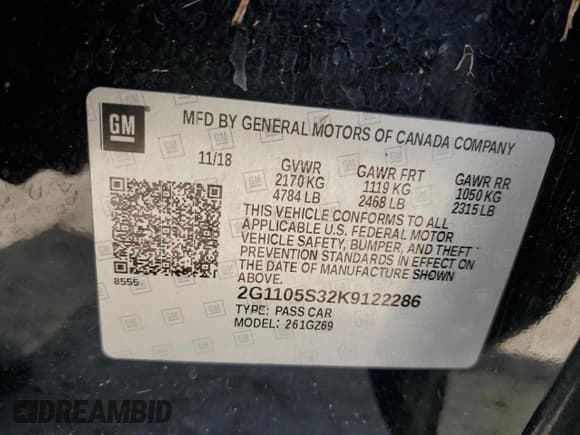 GM
MFD BY GENERAL MOTORS OF CANADA COMPANY
11/18
GVWR GAWR FRT GAWR RR
2170 KG 1119 KG 1050 KG
4784 LB 2468 LB 2315 LB
THIS VEHICLE CONFORMS TO ALL
APPLICABLE U.S. FEDERAL MOTOR
VEHICLE SAFETY, BUMPER, AND THEFT
PREVENTION STANDARDS IN EFFECT ON
THE DATE OF MANUFACTURE SHOWN
ABOVE.
8555
2G1105S32K9122286
TYPE: PASS CAR
MODEL: 261GZ69
DREAMBID